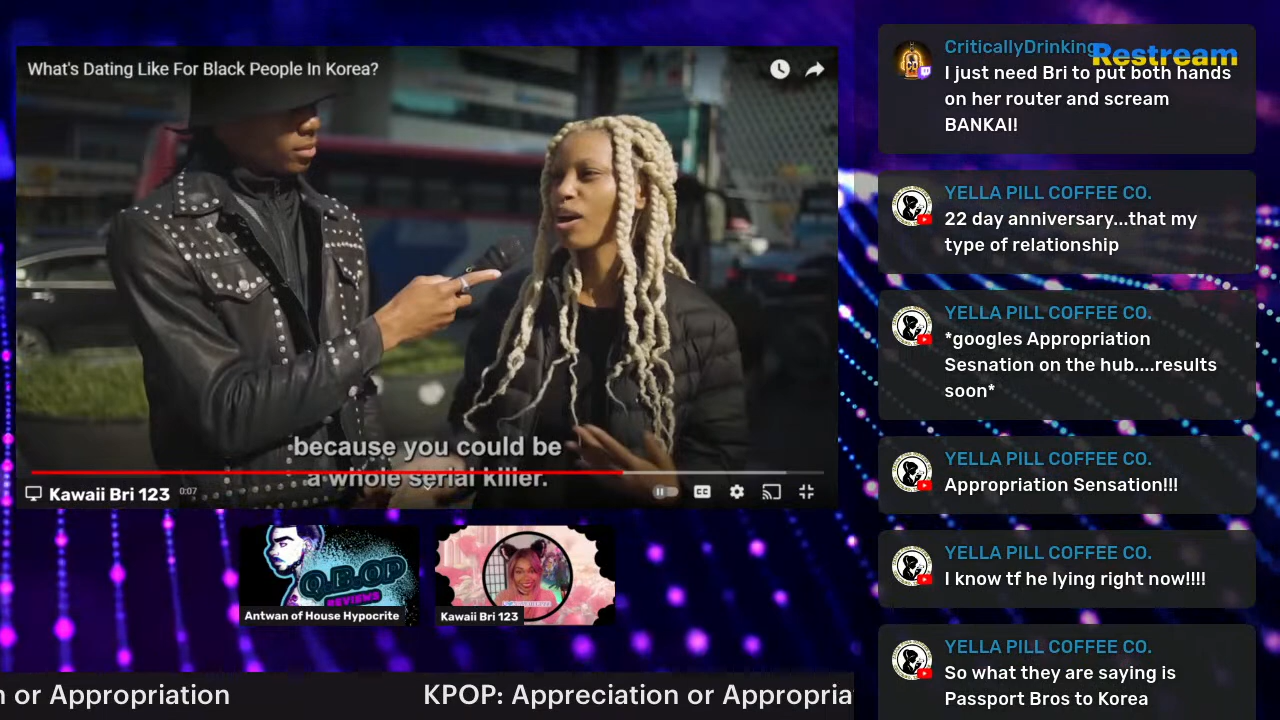 What's Dating Like For Black People In Korea?
because you could be
a whole serial killer.
Kawaii Bri 123
0:07
CC
Q.B.OP
REVIEWS
Antwan of House Hypocrite
Kawaii Bri 123
n or Appropriation
KPOP: Appreciation or Appropria
Restream
CriticallyDrinking
I just need Bri to put both hands
on her router and scream
BANKAI!
YELLA PILL COFFEE CO.
22 day anniversary...that my
type of relationship
YELLA PILL COFFEE CO.
*googles Appropriation
Sesnation on the hub....results
soon*
YELLA PILL COFFEE CO.
Appropriation Sensation!!!
YELLA PILL COFFEE CO.
I know tf he lying right now!!!!
YELLA PILL COFFEE CO.
So what they are saying is
Passport Bros to Korea